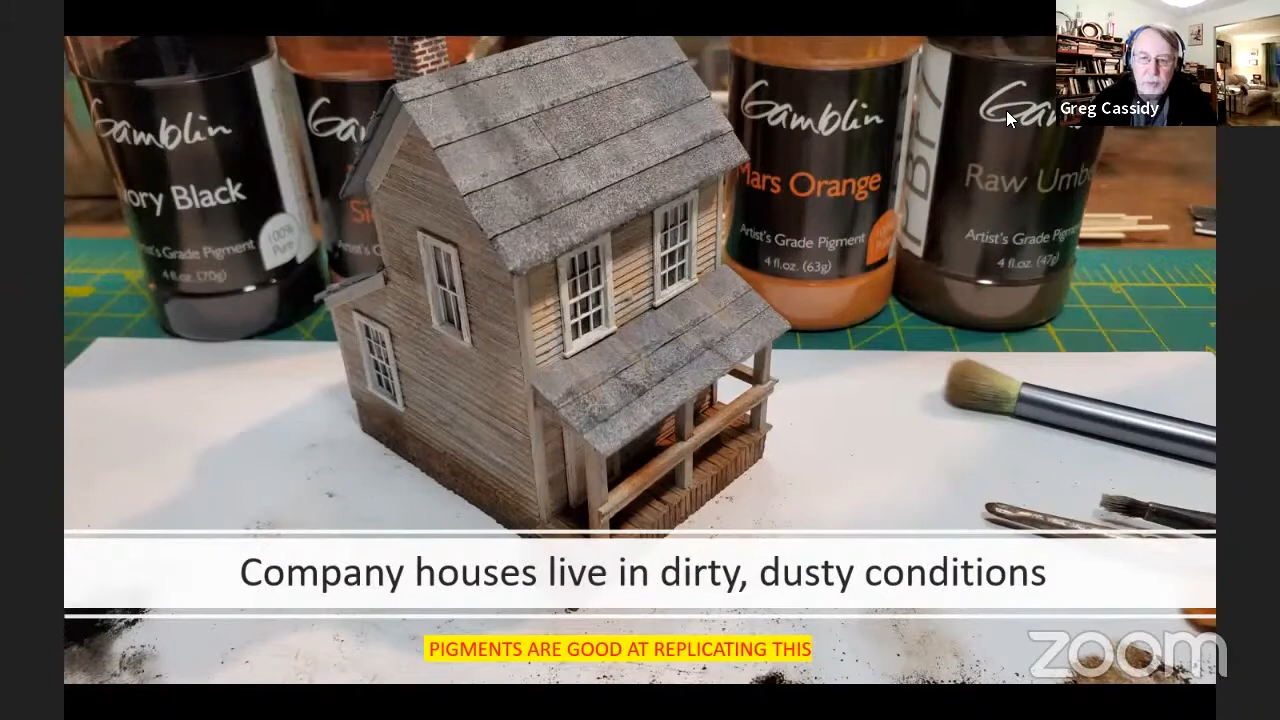 Greg Cassidy
Gamblin
Ivory Black
Artist's Grade Pigment
4 fl.oz. (70g)
100%
Pure
Gamblin
Mars Orange
Artist's Grade Pigment
4 fl.oz. (63g)
100%
Pure
Raw
Artist's Grade Pigment
4 fl.oz. (47g)
Company houses live in dirty, dusty conditions
PIGMENTS ARE GOOD AT REPLICATING THIS
zoom